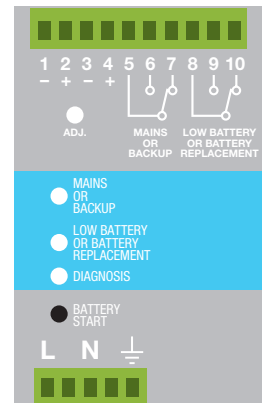 1 2 3 4 5 6 7 8 9 10
− + − +
ADJ.
MAINS
OR
BACKUP
LOW BATTERY
OR BATTERY
REPLACEMENT
MAINS
OR
BACKUP
LOW BATTERY
OR BATTERY
REPLACEMENT
DIAGNOSIS
BATTERY
START
L N